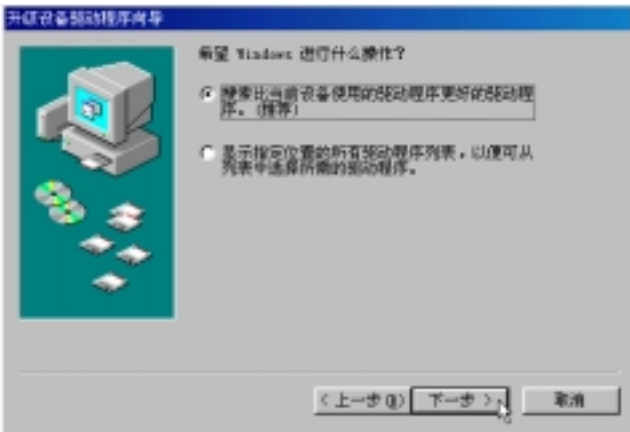 升级设备驱动程序向导
希望 Windows 进行什么操作?
搜索比当前设备使用的驱动程序更好的驱动程
序。(推荐)
显示指定位置的所有驱动程序列表，以便可从
列表中选择所需的驱动程序。
<上一步(B) 下一步 > 取消